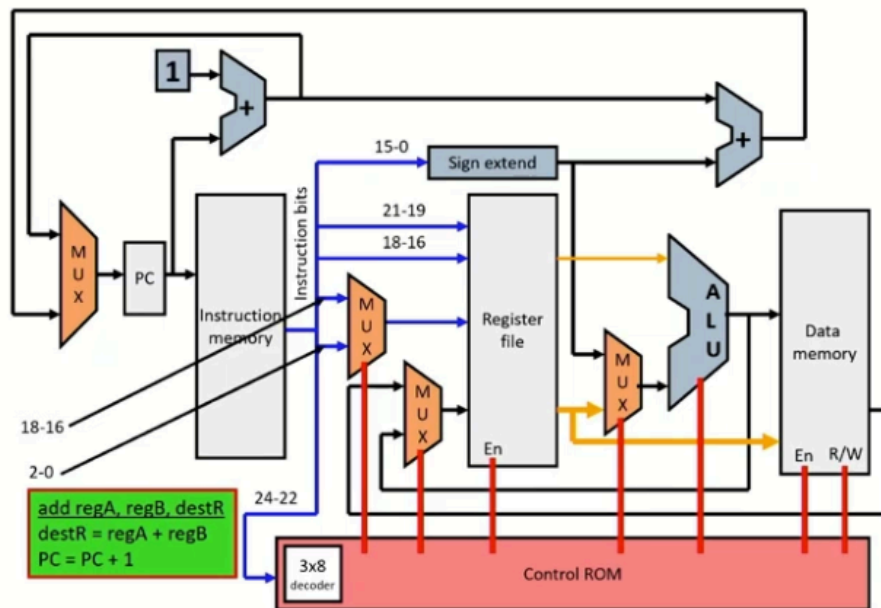 1
+
+
15-0
Sign extend
21-19
18-16
Instruction bits
MUX
PC
Instruction
memory
MUX
Register
file
MUX
MUX
ALU
Data
memory
En
En
R/W
18-16
2-0
24-22
add regA, regB, destR
destR = regA + regB
PC = PC + 1
3x8
decoder
Control ROM